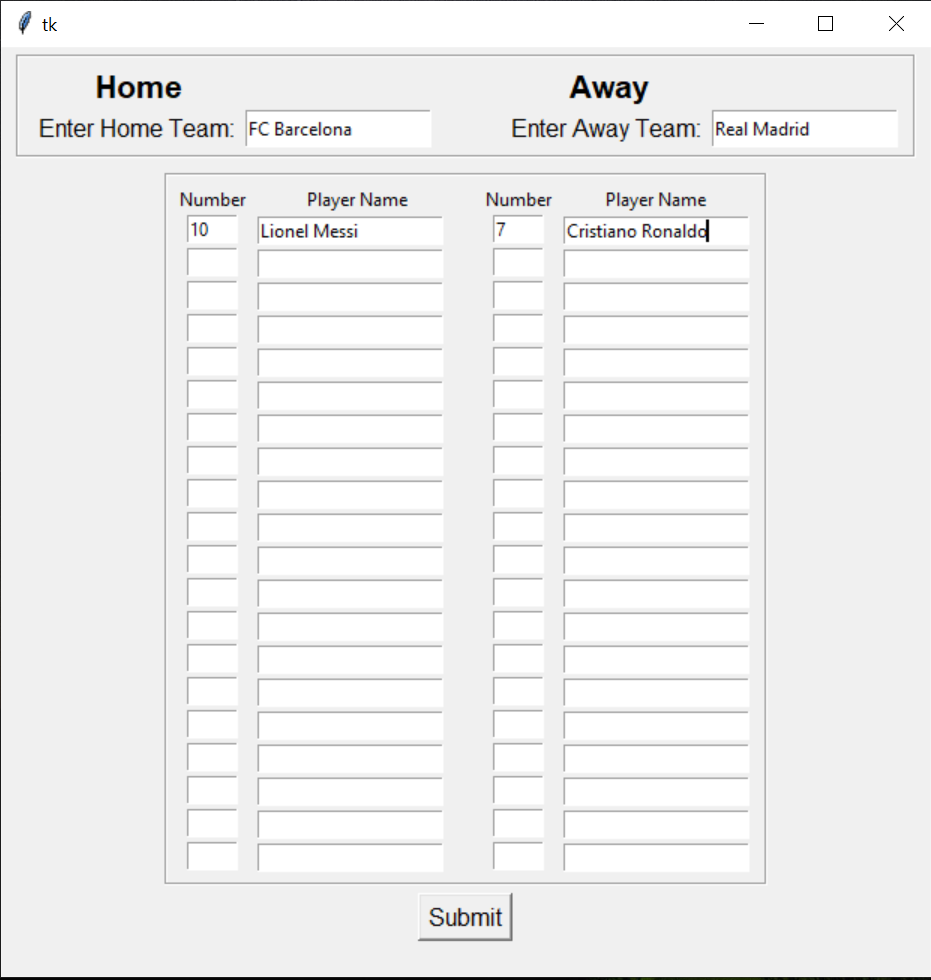 tk
Home Away
Enter Home Team: FC Barcelona Enter Away Team: Real Madrid
Number Player Name Number Player Name
10 Lionel Messi 7 Cristiano Ronaldo
Submit